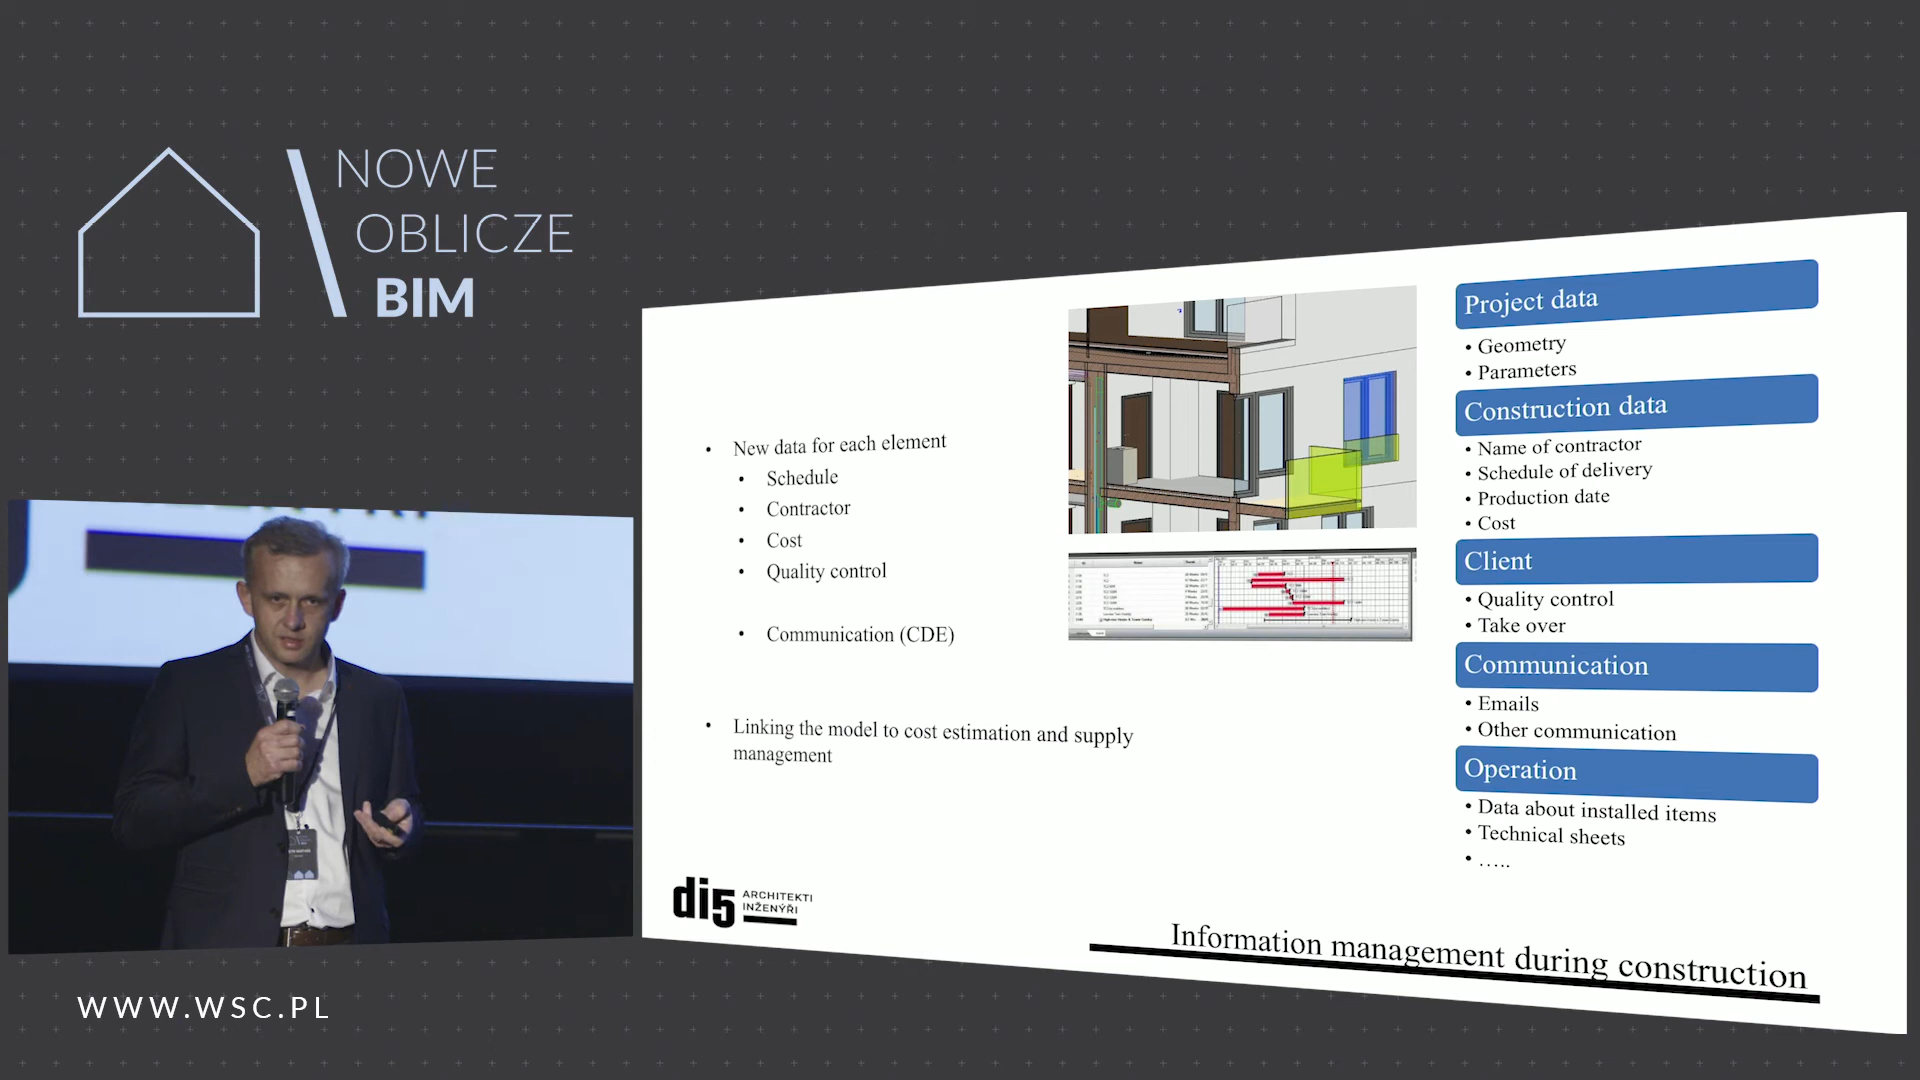 NOWE
OBLICZE
BIM
• New data for each element
• Schedule
• Contractor
• Cost
• Quality control
• Communication (CDE)
• Linking the model to cost estimation and supply
management
Project data
• Geometry
• Parameters
Construction data
• Name of contractor
• Schedule of delivery
• Production date
• Cost
Client
• Quality control
• Take over
Communication
• Emails
• Other communication
Operation
• Data about installed items
• Technical sheets
• …..
di5 ARCHITEKTI
INŽENÝŘI
Information management during construction
WWW.WSC.PL